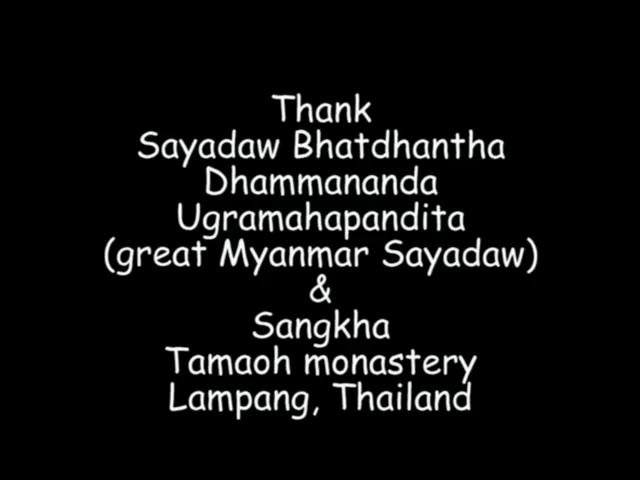 Thank
Sayadaw Bhatdhantha
Dhammananda
Ugramahapandita
(great Myanmar Sayadaw)
&
Sangkha
Tamaoh monastery
Lampang, Thailand